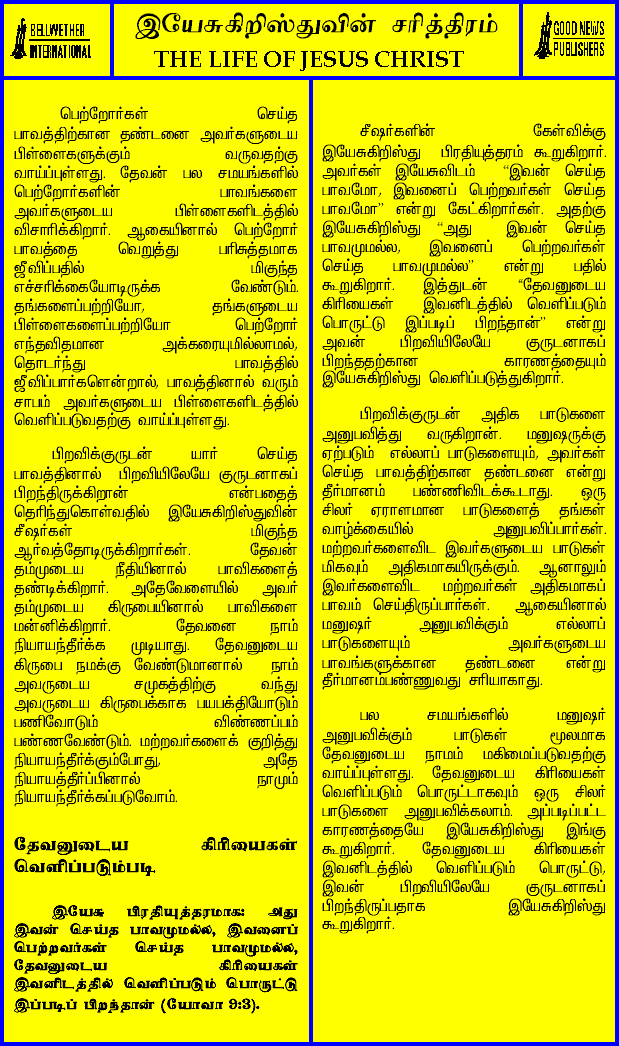 BELLWETHER
INTERNATIONAL
இயேசுகிறிஸ்துவின் சரித்திரம்
THE LIFE OF JESUS CHRIST
GOOD NEWS
PUBLISHERS
பெற்றோர்கள் செய்த
பாவத்திற்கான தண்டனை அவர்களுடைய
பிள்ளைகளுக்கும் வருவதற்கு
வாய்ப்புள்ளது. தேவன் பல சமயங்களில்
பெற்றோர்களின் பாவங்களை
அவர்களுடைய பிள்ளைகளிடத்தில்
விசாரிக்கிறார். ஆகையினால் பெற்றோர்
பாவத்தை வெறுத்து பரிசுத்தமாக
ஜீவிப்பதில் மிகுந்த
எச்சரிக்கையோடிருக்க வேண்டும்.
தங்களைப்பற்றியோ, தங்களுடைய
பிள்ளைகளைப்பற்றியோ பெற்றோர்
எந்தவிதமான அக்கரையுமில்லாமல்,
தொடர்ந்து பாவத்தில்
ஜீவிப்பார்களென்றால், பாவத்தினால் வரும்
சாபம் அவர்களுடைய பிள்ளைகளிடத்தில்
வெளிப்படுவதற்கு வாய்ப்புள்ளது.
பிறவிக்குருடன் யார் செய்த
பாவத்தினால் பிறவியிலேயே குருடனாகப்
பிறந்திருக்கிறான் என்பதைத்
தெரிந்துகொள்வதில் இயேசுகிறிஸ்துவின்
சீஷர்கள் மிகுந்த
ஆர்வத்தோடிருக்கிறார்கள். தேவன்
தம்முடைய நீதியினால் பாவிகளைத்
தண்டிக்கிறார். அதேவேளையில் அவர்
தம்முடைய கிருபையினால் பாவிகளை
மன்னிக்கிறார். தேவனை நாம்
நியாயந்தீர்க்க முடியாது. தேவனுடைய
கிருபை நமக்கு வேண்டுமானால் நாம்
அவருடைய சமுகத்திற்கு வந்து
அவருடைய கிருபைக்காக பயபக்தியோடும்
பணிவோடும் விண்ணப்பம்
பண்ணவேண்டும். மற்றவர்களைக் குறித்து
நியாயந்தீர்க்கும்போது, அதே
நியாயத்தீர்ப்பினால் நாமும்
நியாயந்தீர்க்கப்படுவோம்.
தேவனுடைய கிரியைகள்
வெளிப்படும்படி.
இயேசு பிரதியுத்தரமாக: அது
இவன் செய்த பாவமுமல்ல, இவனைப்
பெற்றவர்கள் செய்த பாவமுமல்ல,
தேவனுடைய கிரியைகள்
இவனிடத்தில் வெளிப்படும் பொருட்டு
இப்படிப் பிறந்தான் (யோவா 9:3).
சீஷர்களின் கேள்விக்கு
இயேசுகிறிஸ்து பிரதியுத்தரம் கூறுகிறார்.
அவர்கள் இயேசுவிடம் “இவன் செய்த
பாவமோ, இவனைப் பெற்றவர்கள் செய்த
பாவமோ” என்று கேட்கிறார்கள். அதற்கு
இயேசுகிறிஸ்து “அது இவன் செய்த
பாவமுமல்ல, இவனைப் பெற்றவர்கள்
செய்த பாவமுமல்ல” என்று பதில்
கூறுகிறார். இத்துடன் “தேவனுடைய
கிரியைகள் இவனிடத்தில் வெளிப்படும்
பொருட்டு இப்படிப் பிறந்தான்” என்று
அவன் பிறவியிலேயே குருடனாகப்
பிறந்ததற்கான காரணத்தையும்
இயேசுகிறிஸ்து வெளிப்படுத்துகிறார்.
பிறவிக்குருடன் அதிக பாடுகளை
அனுபவித்து வருகிறான். மனுஷருக்கு
ஏற்படும் எல்லாப் பாடுகளையும், அவர்கள்
செய்த பாவத்திற்கான தண்டனை என்று
தீர்மானம் பண்ணிவிடக்கூடாது. ஒரு
சிலர் ஏராளமான பாடுகளைத் தங்கள்
வாழ்க்கையில் அனுபவிப்பார்கள்.
மற்றவர்களைவிட இவர்களுடைய பாடுகள்
மிகவும் அதிகமாயிருக்கும். ஆனாலும்
இவர்களைவிட மற்றவர்கள் அதிகமாகப்
பாவம் செய்திருப்பார்கள். ஆகையினால்
மனுஷர் அனுபவிக்கும் எல்லாப்
பாடுகளையும் அவர்களுடைய
பாவங்களுக்கான தண்டனை என்று
தீர்மானம்பண்ணுவது சரியாகாது.
பல சமயங்களில் மனுஷர்
அனுபவிக்கும் பாடுகள் மூலமாக
தேவனுடைய நாமம் மகிமைப்படுவதற்கு
வாய்ப்புள்ளது. தேவனுடைய கிரியைகள்
வெளிப்படும் பொருட்டாகவும் ஒரு சிலர்
பாடுகளை அனுபவிக்கலாம். அப்படிப்பட்ட
காரணத்தையே இயேசுகிறிஸ்து இங்கு
கூறுகிறார். தேவனுடைய கிரியைகள்
இவனிடத்தில் வெளிப்படும் பொருட்டு,
இவன் பிறவியிலேயே குருடனாகப்
பிறந்திருப்பதாக இயேசுகிறிஸ்து
கூறுகிறார்.